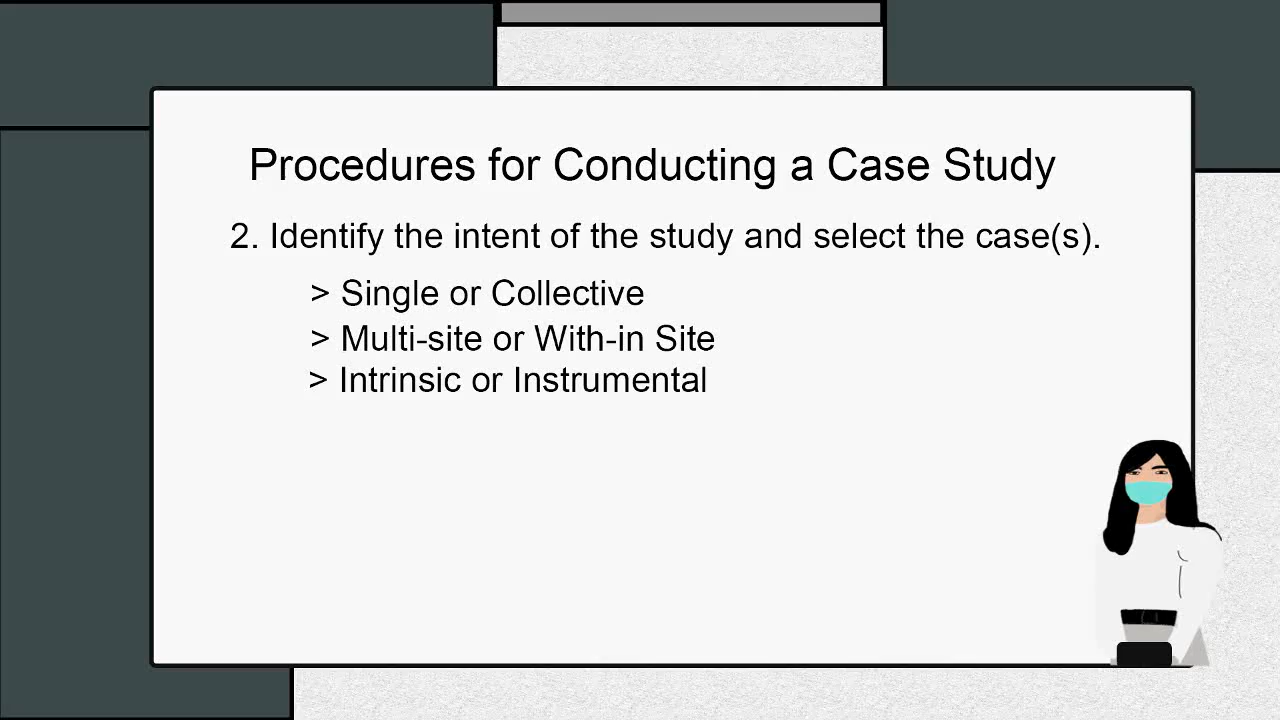 Procedures for Conducting a Case Study
2. Identify the intent of the study and select the case(s).
> Single or Collective
> Multi-site or With-in Site
> Intrinsic or Instrumental